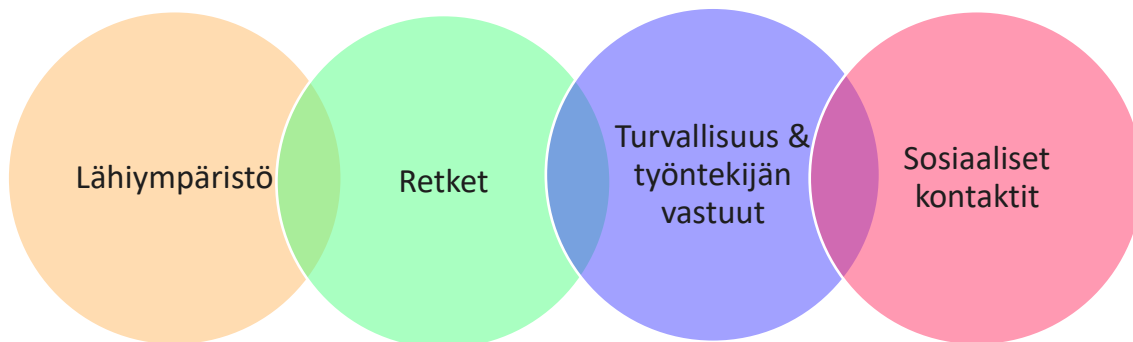 Lähiympäristö
Retket
Turvallisuus &
työntekijän
vastuut
Sosiaaliset
kontaktit